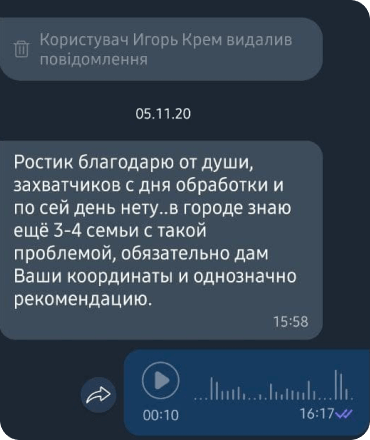 Користувач Игорь Крем видалив
повідомлення
05.11.20
Ростик благодарю от души,
захватчиков с дня обработки и
по сей день нету..в городе знаю
ещё 3-4 семьи с такой
проблемой, обязательно дам
Ваши координаты и однозначно
рекомендацию.
15:58
00:10
16:17